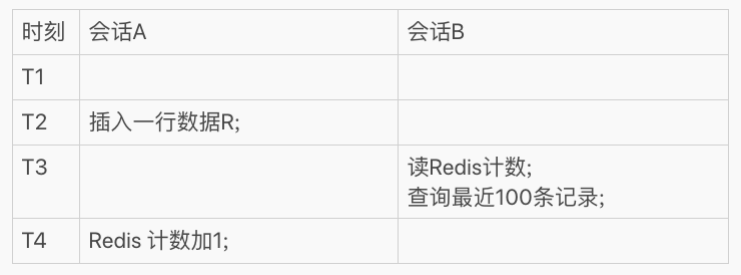 时刻 会话A 会话B
T1
T2 插入一行数据R;
T3 读Redis计数;
查询最近100条记录;
T4 Redis 计数加1;